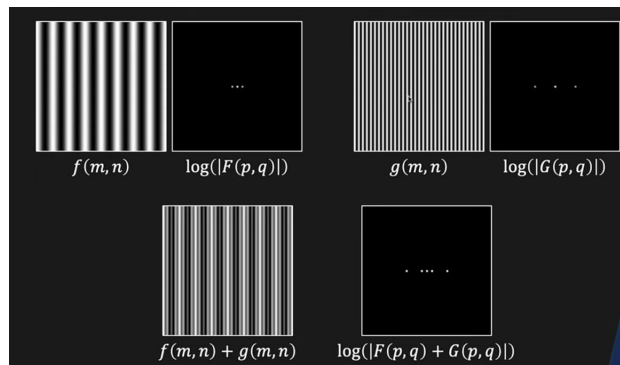 f(m,n) log(|F(p,q)|) g(m,n) log(|G(p,q)|)
f(m,n) + g(m,n) log(|F(p,q) + G(p,q)|)